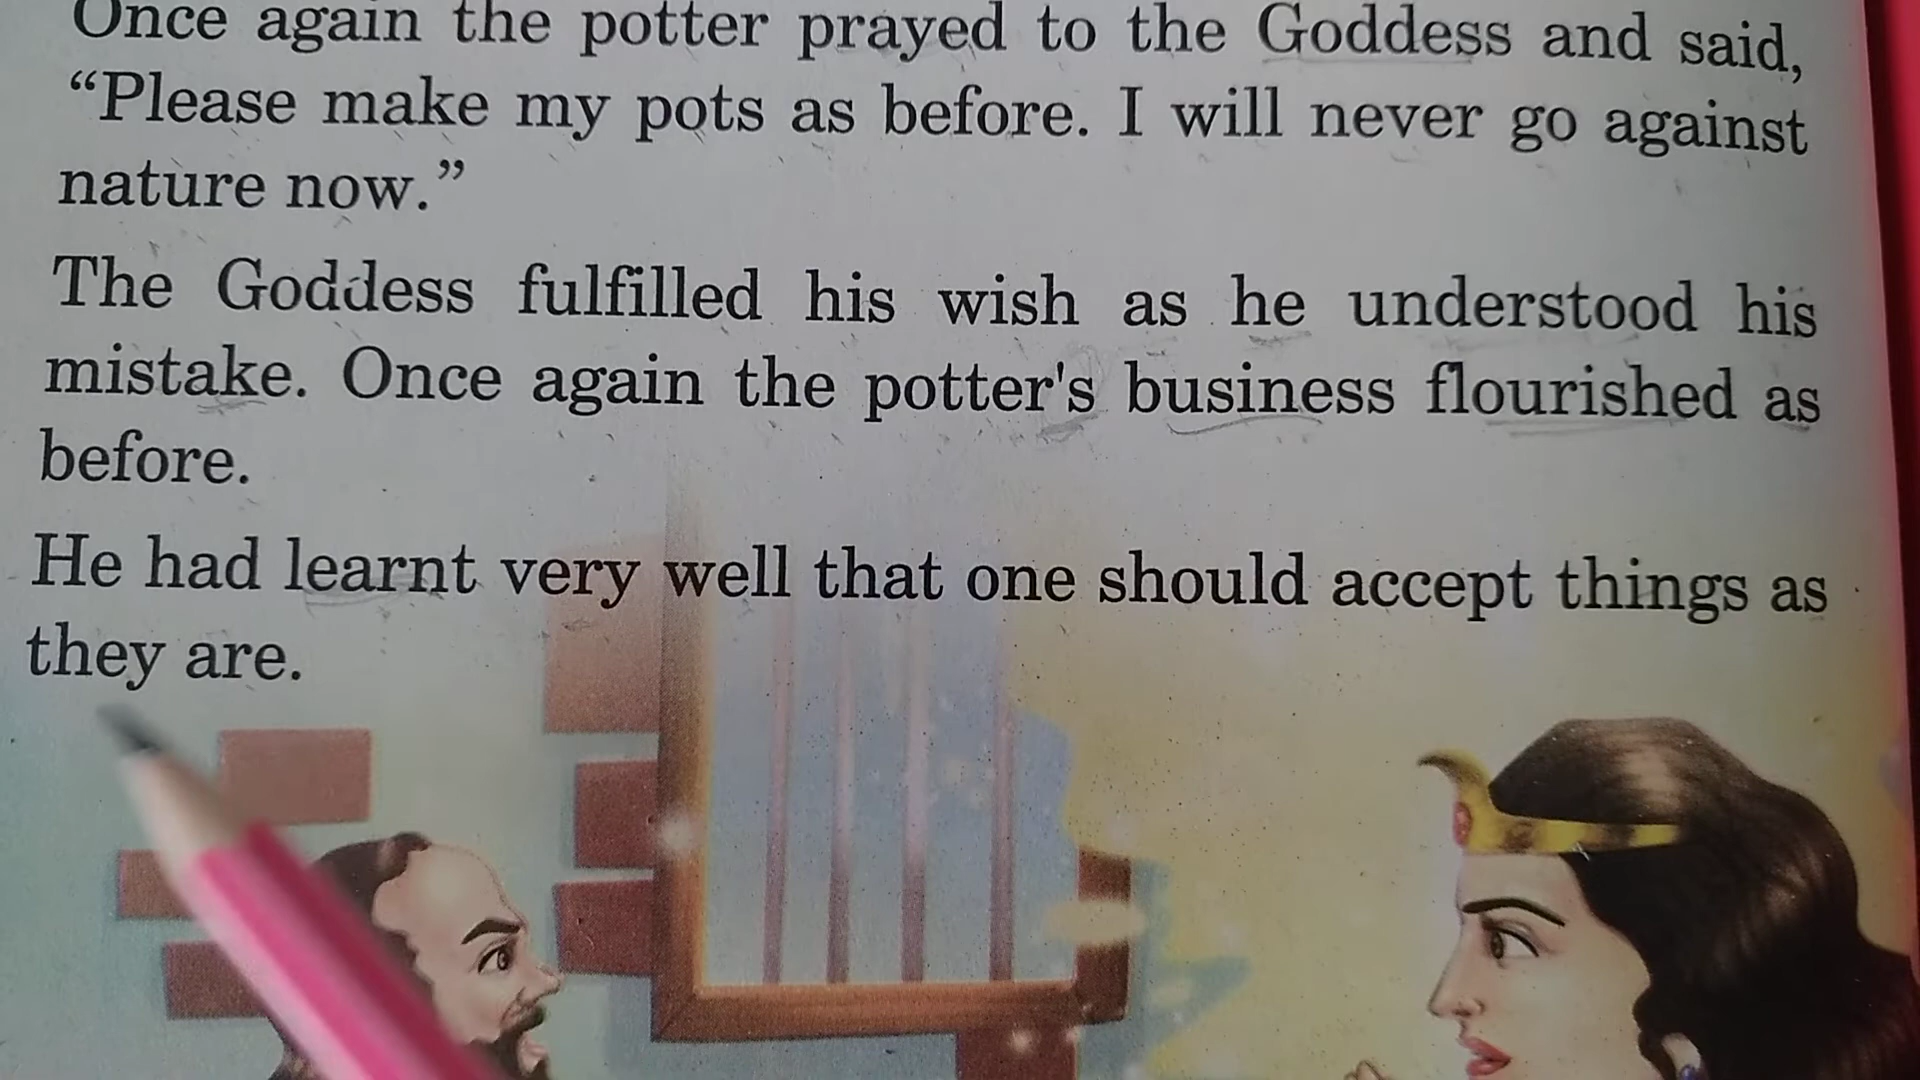 Once again the potter prayed to the Goddess and said,
“Please make my pots as before. I will never go against
nature now.”
The Goddess fulfilled his wish as he understood his
mistake. Once again the potter's business flourished as
before.
He had learnt very well that one should accept things as
they are.